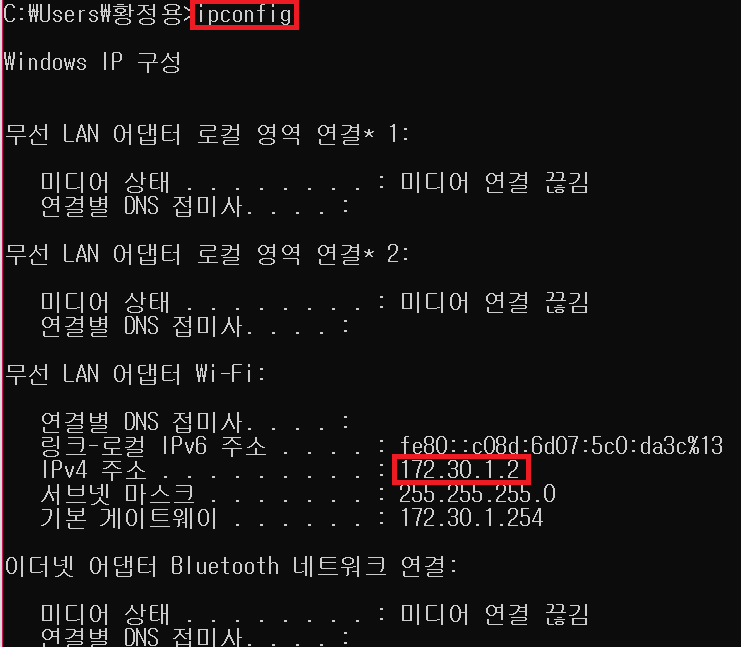 C:₩Users₩황정용>ipconfig
Windows IP 구성
무선 LAN 어댑터 로컬 영역 연결* 1:
미디어 상태 . . . . . . . . : 미디어 연결 끊김
연결별 DNS 접미사. . . . :
무선 LAN 어댑터 로컬 영역 연결* 2:
미디어 상태 . . . . . . . . : 미디어 연결 끊김
연결별 DNS 접미사. . . . :
무선 LAN 어댑터 Wi-Fi:
연결별 DNS 접미사. . . . :
링크-로컬 IPv6 주소 . . . . : fe80::c08d:6d07:5c0:da3c%13
IPv4 주소 . . . . . . . . . : 172.30.1.2
서브넷 마스크 . . . . . . . : 255.255.255.0
기본 게이트웨이 . . . . . . : 172.30.1.254
이더넷 어댑터 Bluetooth 네트워크 연결:
미디어 상태 . . . . . . . . : 미디어 연결 끊김
연결별 DNS 접미사. . . . :